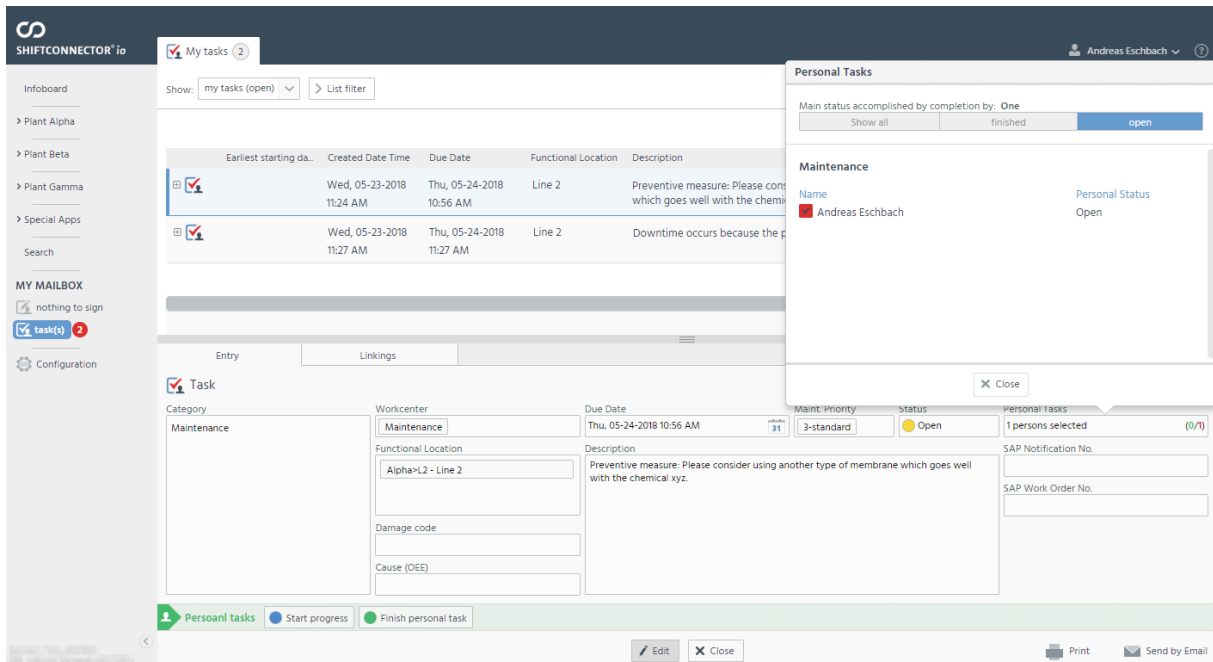 SHIFTCONNECTOR® io
My tasks 2
Andreas Eschbach
?
Infoboard
Plant Alpha
Plant Beta
Plant Gamma
Special Apps
Search
MY MAILBOX
nothing to sign
task(s) 2
Configuration
Show: my tasks (open) List filter
Earliest starting da... Created Date Time Due Date Functional Location Description
Wed, 05-23-2018 Thu, 05-24-2018 Line 2 Preventive measure: Please cons
11:24 AM 10:56 AM which goes well with the chemi
Wed, 05-23-2018 Thu, 05-24-2018 Line 2 Downtime occurs because the p
11:27 AM 11:27 AM
Personal Tasks
Main status accomplished by completion by: One
Show all finished open
Maintenance
Name Personal Status
Andreas Eschbach Open
Close
Entry Linkings
Task
Category Workcenter Due Date Maint. Priority Status Personal Tasks
Maintenance Maintenance Thu, 05-24-2018 10:56 AM 31 3-standard Open 1 persons selected (0/1)
Functional Location Description SAP Notification No.
Alpha>L2 - Line 2 Preventive measure: Please consider using another type of membrane which goes well
with the chemical xyz.
SAP Work Order No.
Damage code
Cause (OEE)
Persoanl tasks Start progress Finish personal task
Edit Close Print Send by Email